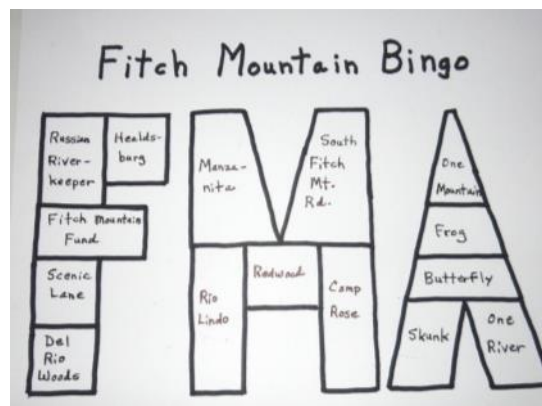 Fitch Mountain Bingo
Russian
River-
keeper
Healds-
burg
Fitch Mountain
Fund
Scenic
Lane
Del
Rio
Woods
Manza-
nita
South
Fitch
Mt.
Rd.
Rio
Lindo
Redwood
Camp
Rose
One
Mountain
Frog
Butterfly
Skunk
One
River